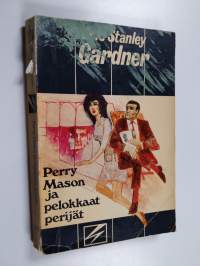 Stanley
Gardner
Perry
Mason
ja
pelokkaat
perijät